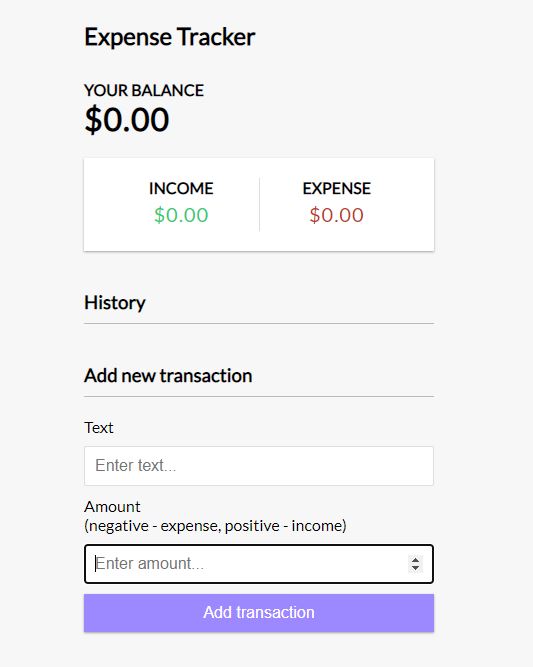 Expense Tracker
YOUR BALANCE
$0.00
INCOME EXPENSE
$0.00 $0.00
History
Add new transaction
Text
Enter text...
Amount
(negative - expense, positive - income)
Enter amount...
Add transaction